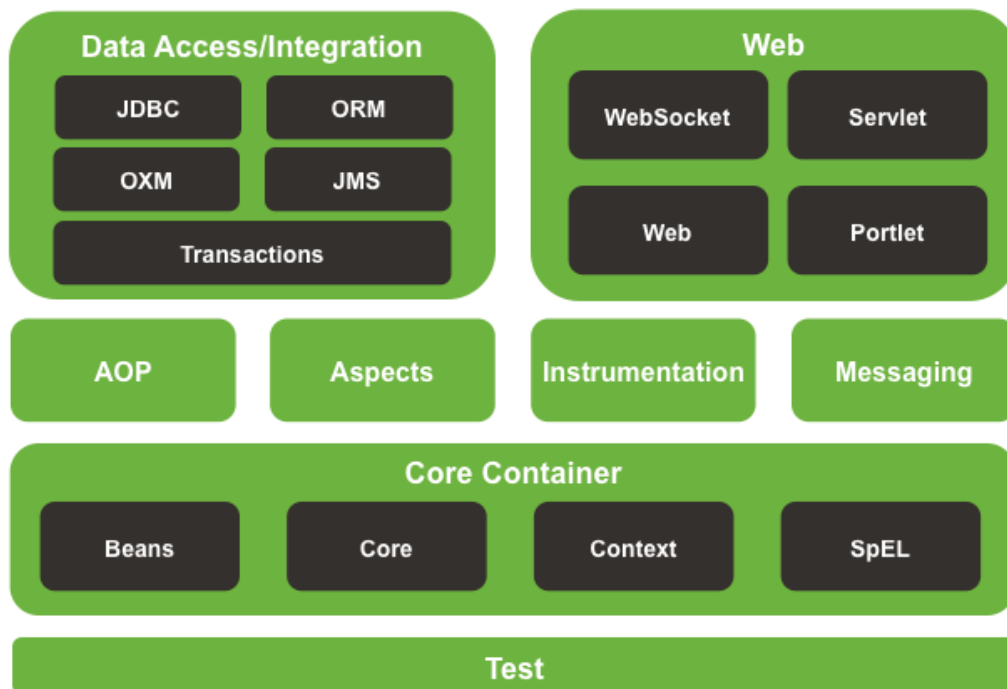 Data Access/Integration
JDBC
ORM
OXM
JMS
Transactions
Web
WebSocket
Servlet
Web
Portlet
AOP
Aspects
Instrumentation
Messaging
Core Container
Beans
Core
Context
SpEL
Test